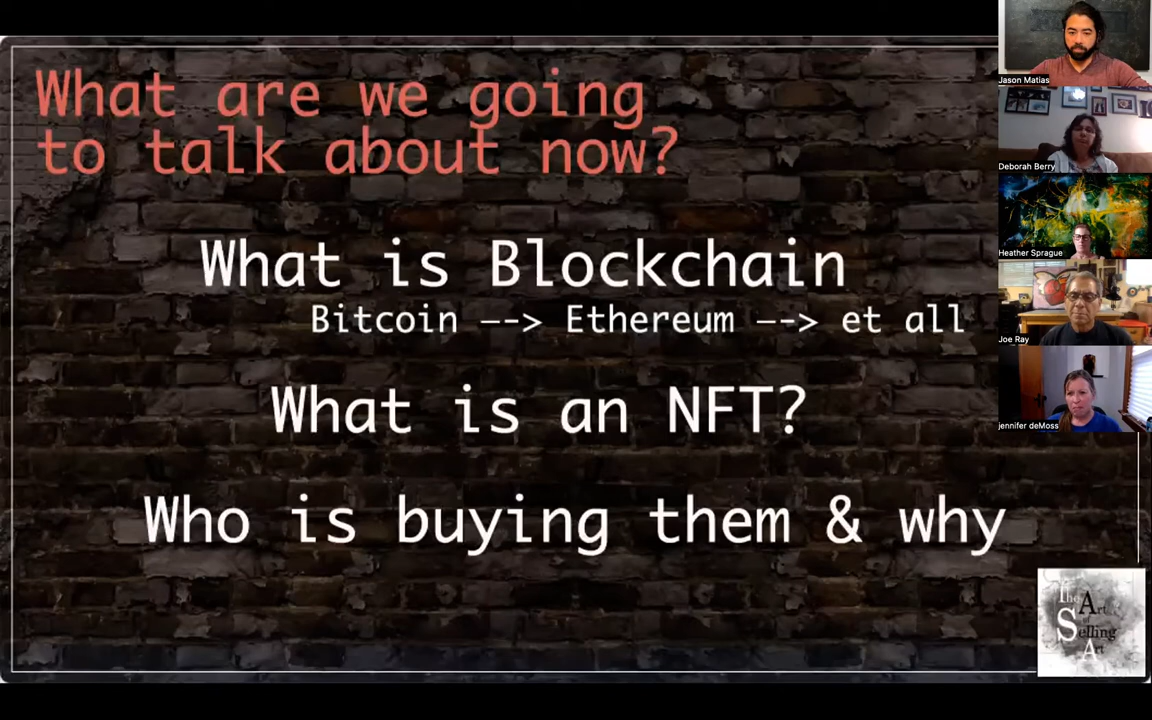 What are we going
to talk about now?
What is Blockchain
Bitcoin --> Ethereum --> et all
What is an NFT?
Who is buying them & why
Jason Matias
Deborah Berry
Heather Sprague
Joe Ray
jennifer deMoss
The Art
of
Selling
Art